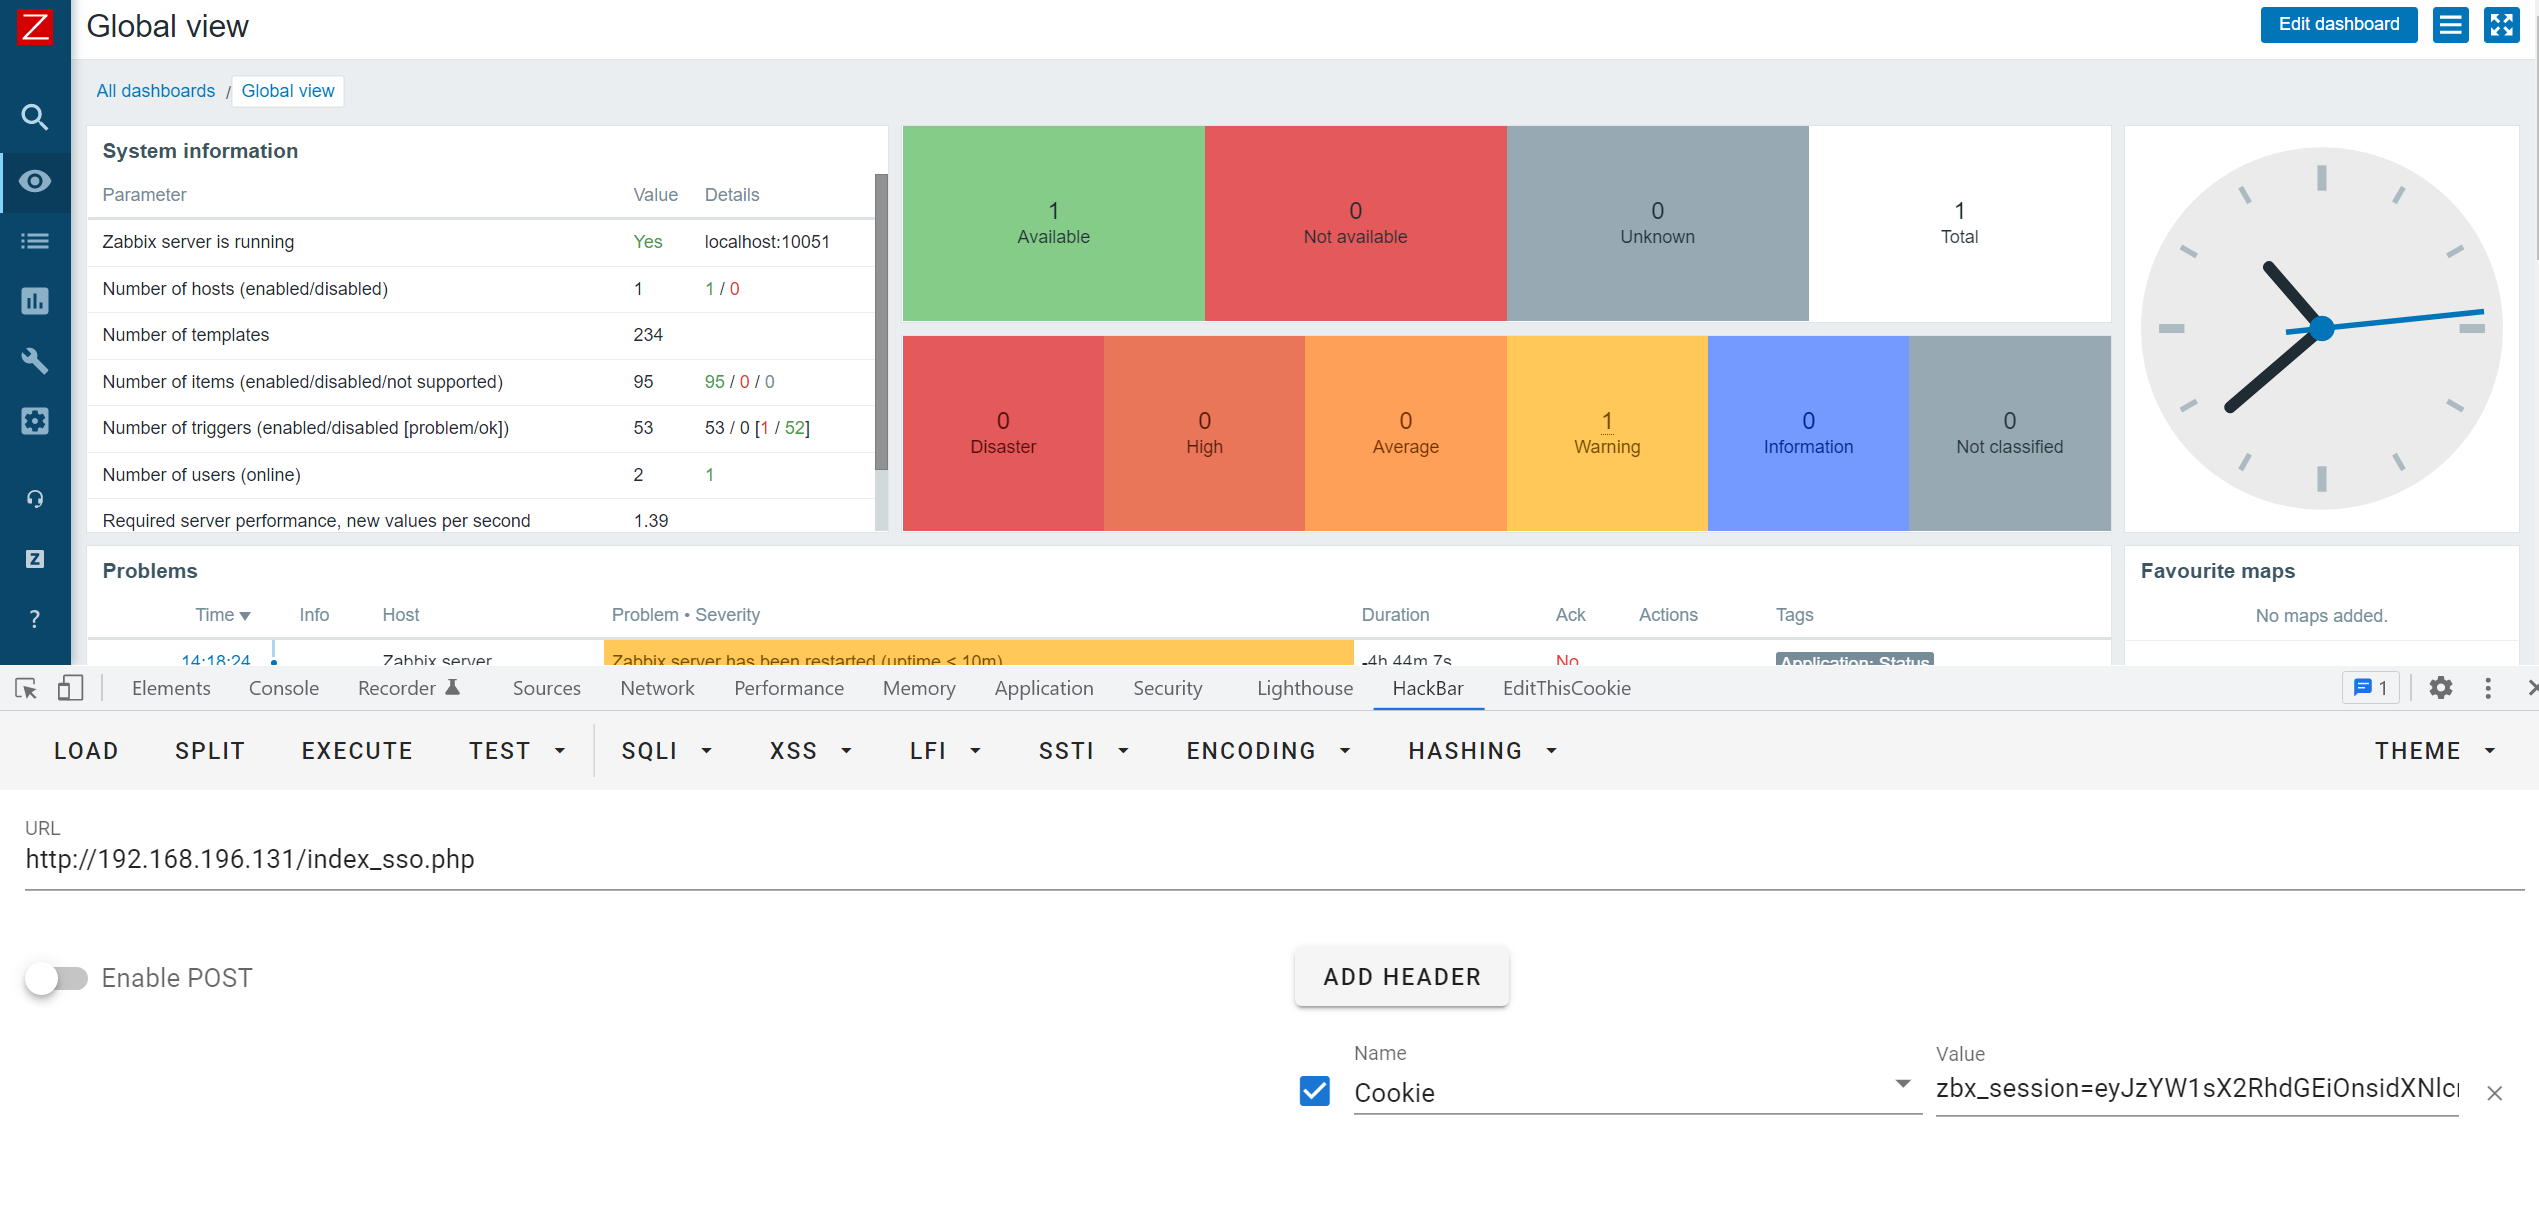 Z
Global view
Edit dashboard
All dashboards / Global view
System information
Parameter Value Details
Zabbix server is running Yes localhost:10051
Number of hosts (enabled/disabled) 1 1 / 0
Number of templates 234
Number of items (enabled/disabled/not supported) 95 95 / 0 / 0
Number of triggers (enabled/disabled [problem/ok]) 53 53 / 0 [1 / 52]
Number of users (online) 2 1
Required server performance, new values per second 1.39
1
Available
0
Not available
0
Unknown
1
Total
0
Disaster
0
High
0
Average
1
Warning
0
Information
0
Not classified
Z
?
Problems
Time Info Host Problem • Severity Duration Ack Actions Tags
14:18:24 Zabbix server Zabbix server has been restarted (uptime < 10m) -4h 44m 7s No Application: Status
Favourite maps
No maps added.
Elements Console Recorder Sources Network Performance Memory Application Security Lighthouse HackBar EditThisCookie 1
LOAD SPLIT EXECUTE TEST SQLI XSS LFI SSTI ENCODING HASHING THEME
URL
http://192.168.196.131/index_sso.php
Enable POST
ADD HEADER
Name
Cookie
Value
zbx_session=eyJzYW1sX2RhdGEiOnsidXNlc